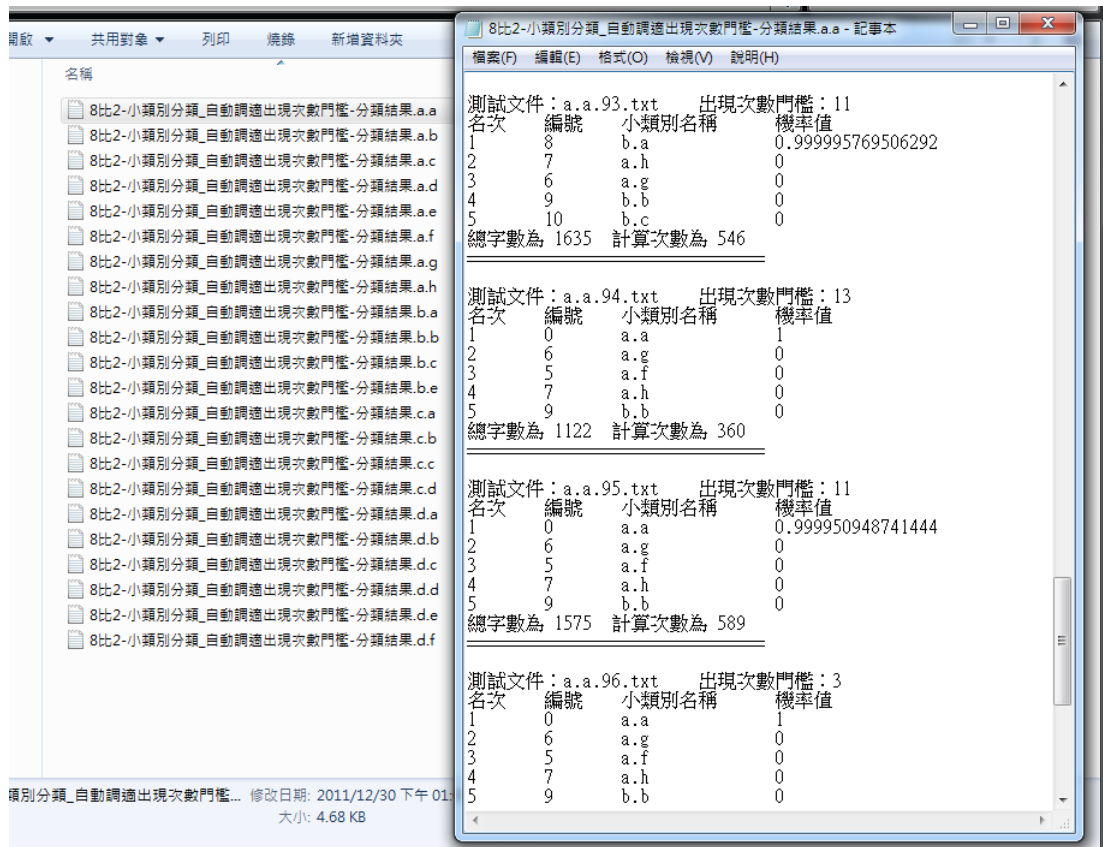 開啟 ▼ 共用對象 ▼ 列印 燒錄 新增資料夾
名稱
8比2-小類別分類_自動調適出現次數門檻-分類結果.a.a
8比2-小類別分類_自動調適出現次數門檻-分類結果.a.b
8比2-小類別分類_自動調適出現次數門檻-分類結果.a.c
8比2-小類別分類_自動調適出現次數門檻-分類結果.a.d
8比2-小類別分類_自動調適出現次數門檻-分類結果.a.e
8比2-小類別分類_自動調適出現次數門檻-分類結果.a.f
8比2-小類別分類_自動調適出現次數門檻-分類結果.a.g
8比2-小類別分類_自動調適出現次數門檻-分類結果.a.h
8比2-小類別分類_自動調適出現次數門檻-分類結果.b.a
8比2-小類別分類_自動調適出現次數門檻-分類結果.b.b
8比2-小類別分類_自動調適出現次數門檻-分類結果.b.c
8比2-小類別分類_自動調適出現次數門檻-分類結果.b.e
8比2-小類別分類_自動調適出現次數門檻-分類結果.c.a
8比2-小類別分類_自動調適出現次數門檻-分類結果.c.b
8比2-小類別分類_自動調適出現次數門檻-分類結果.c.c
8比2-小類別分類_自動調適出現次數門檻-分類結果.c.d
8比2-小類別分類_自動調適出現次數門檻-分類結果.d.a
8比2-小類別分類_自動調適出現次數門檻-分類結果.d.b
8比2-小類別分類_自動調適出現次數門檻-分類結果.d.c
8比2-小類別分類_自動調適出現次數門檻-分類結果.d.d
8比2-小類別分類_自動調適出現次數門檻-分類結果.d.e
8比2-小類別分類_自動調適出現次數門檻-分類結果.d.f
類別分類_自動調適出現次數門檻... 修改日期: 2011/12/30 下午 01:
大小: 4.68 KB
8比2-小類別分類_自動調適出現次數門檻-分類結果.a.a - 記事本
檔案(F) 編輯(E) 格式(O) 檢視(V) 說明(H)
測試文件：a.a.93.txt 出現次數門檻：11
名次 編號 小類別名稱 機率值
1 8 b.a 0.999995769506292
2 7 a.h 0
3 6 a.g 0
4 9 b.b 0
5 10 b.c 0
總字數為, 1635 計算次數為, 546
測試文件：a.a.94.txt 出現次數門檻：13
名次 編號 小類別名稱 機率值
1 0 a.a 1
2 6 a.g 0
3 5 a.f 0
4 7 a.h 0
5 9 b.b 0
總字數為, 1122 計算次數為, 360
測試文件：a.a.95.txt 出現次數門檻：11
名次 編號 小類別名稱 機率值
1 0 a.a 0.999950948741444
2 6 a.g 0
3 5 a.f 0
4 7 a.h 0
5 9 b.b 0
總字數為, 1575 計算次數為, 589
測試文件：a.a.96.txt 出現次數門檻：3
名次 編號 小類別名稱 機率值
1 0 a.a 1
2 6 a.g 0
3 5 a.f 0
4 7 a.h 0
5 9 b.b 0